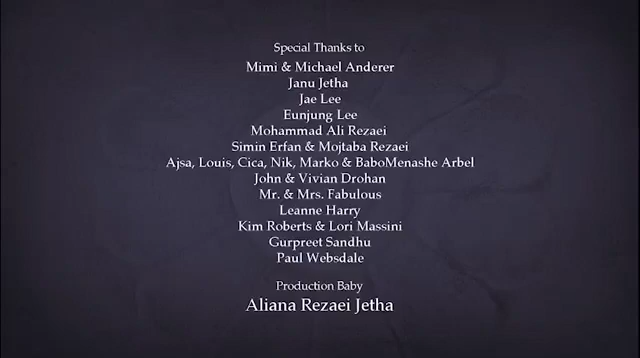 Special Thanks to
Mimi & Michael Anderer
Janu Jetha
Jae Lee
Eunjung Lee
Mohammad Ali Rezaei
Simin Erfan & Mojtaba Rezaei
Ajsa, Louis, Cica, Nik, Marko & BaboMenashe Arbel
John & Vivian Drohan
Mr. & Mrs. Fabulous
Leanne Harry
Kim Roberts & Lori Massini
Gurpreet Sandhu
Paul Websdale
Production Baby
Aliana Rezaei Jetha